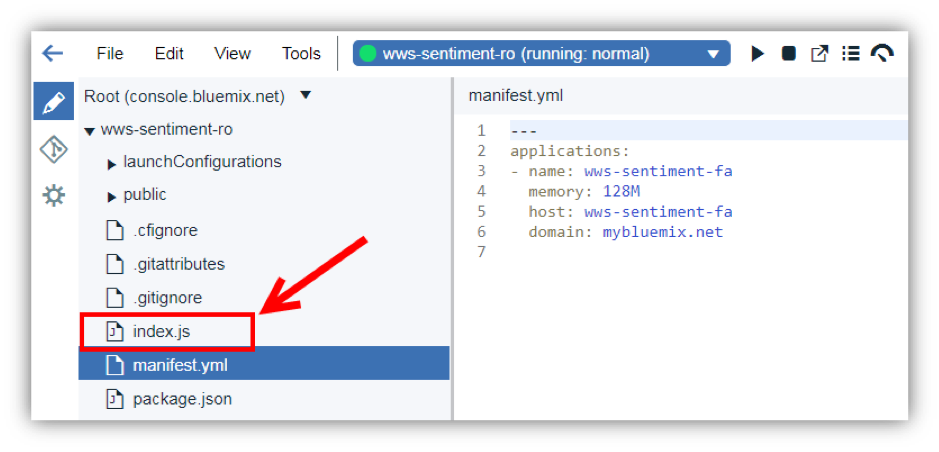 File Edit View Tools wws-sentiment-ro (running: normal)
Root (console.bluemix.net)
wws-sentiment-ro
launchConfigurations
public
.cfignore
.gitattributes
.gitignore
index.js
manifest.yml
package.json
manifest.yml
1 ---
2 applications:
3 - name: wws-sentiment-fa
4 memory: 128M
5 host: wws-sentiment-fa
6 domain: mybluemix.net
7